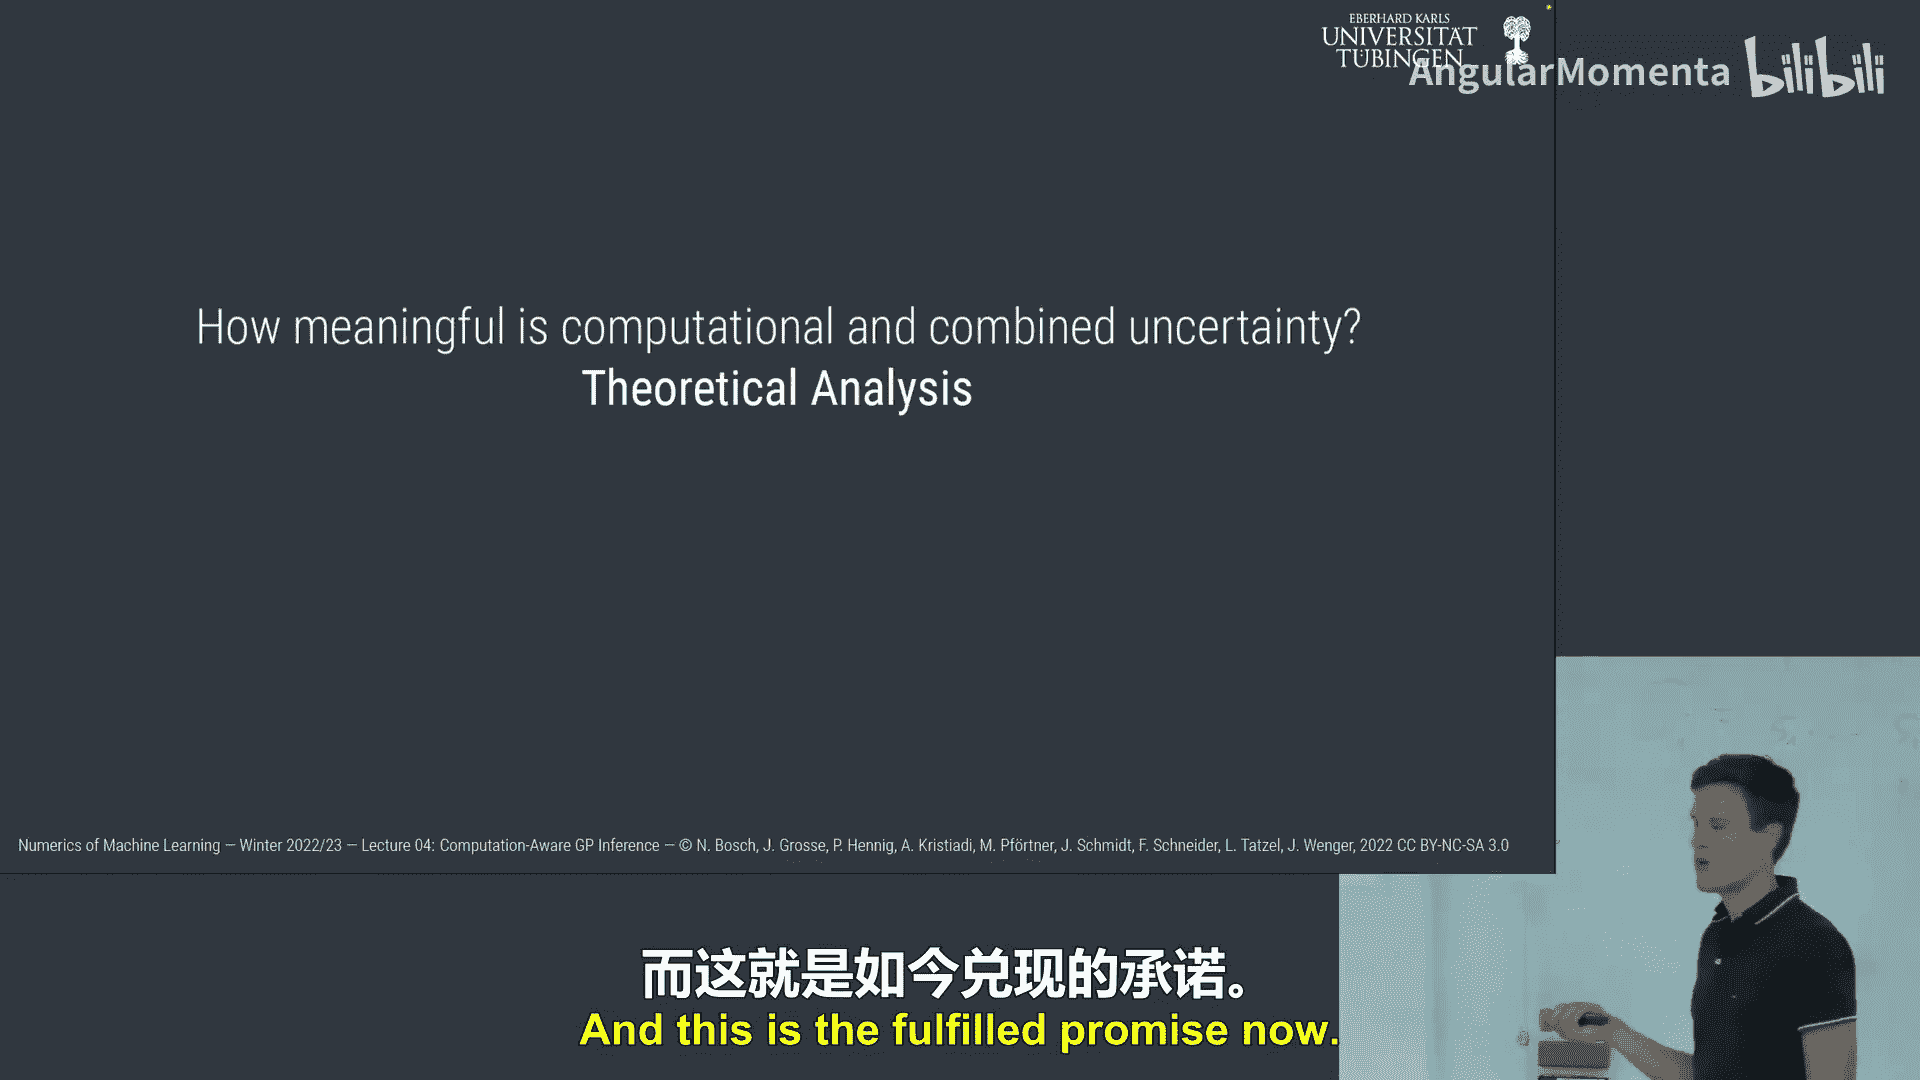 EBERHARD KARLS
UNIVERSITÄT
TÜBINGEN
AngularMomenta bilibili
How meaningful is computational and combined uncertainty?
Theoretical Analysis
Numerics of Machine Learning — Winter 2022/23 — Lecture 04: Computation-Aware GP Inference — © N. Bosch, J. Grosse, P. Hennig, A. Kristiadi, M. Pförtner, J. Schmidt, F. Schneider, L. Tatzel, J. Wenger, 2022 CC BY-NC-SA 3.0
而这就是如今兑现的承诺。
And this is the fulfilled promise now.